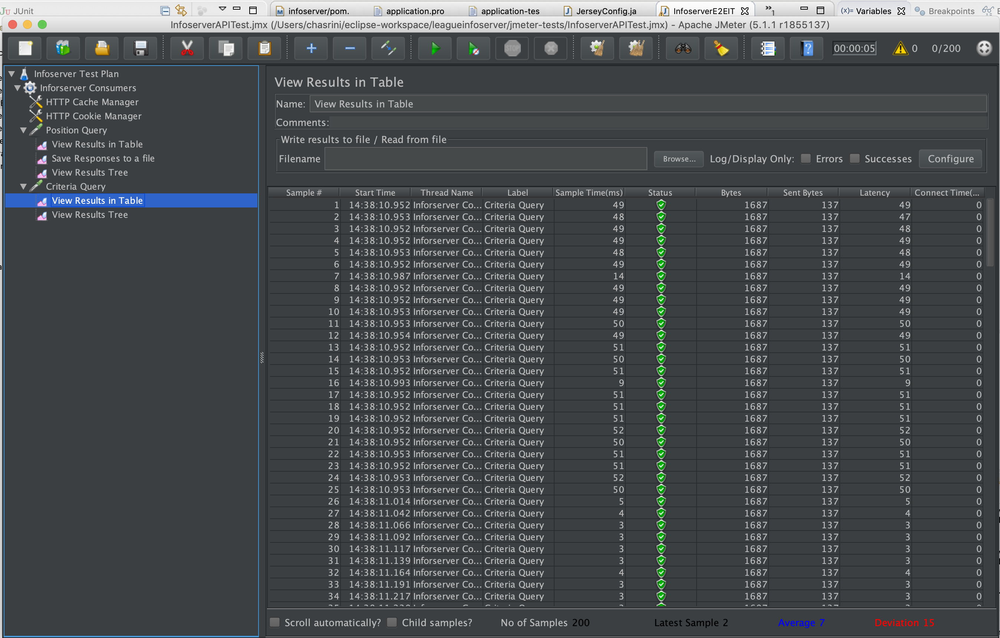 JUnit infoserver/pom. application.pro application-tes JerseyConfig.ja InfoserverE2EIT »1 (x)= Variables Breakpoints
InfoserverAPITest.jmx (/Users/chasrini/eclipse-workspace/leagueinfoserver/jmeter-tests/InfoserverAPITest.jmx) - Apache JMeter (5.1.1 r1855137)
STOP 00:00:05 0 0/200
Infoserver Test Plan
Inforserver Consumers
HTTP Cache Manager
HTTP Cookie Manager
Position Query
View Results in Table
Save Responses to a file
View Results Tree
Criteria Query
View Results in Table
View Results Tree
View Results in Table
Name: View Results in Table
Comments:
Write results to file / Read from file
Filename Browse... Log/Display Only: Errors Successes Configure
Sample # Start Time Thread Name Label Sample Time(ms) Status Bytes Sent Bytes Latency Connect Time(...
1 14:38:10.952 Inforserver Co... Criteria Query 49 1687 137 49 0
2 14:38:10.953 Inforserver Co... Criteria Query 48 1687 137 47 0
3 14:38:10.952 Inforserver Co... Criteria Query 49 1687 137 48 0
4 14:38:10.952 Inforserver Co... Criteria Query 49 1687 137 49 0
5 14:38:10.953 Inforserver Co... Criteria Query 48 1687 137 48 0
6 14:38:10.952 Inforserver Co... Criteria Query 49 1687 137 49 0
7 14:38:10.987 Inforserver Co... Criteria Query 14 1687 137 14 0
8 14:38:10.952 Inforserver Co... Criteria Query 49 1687 137 49 0
9 14:38:10.952 Inforserver Co... Criteria Query 49 1687 137 49 0
10 14:38:10.953 Inforserver Co... Criteria Query 49 1687 137 49 0
11 14:38:10.953 Inforserver Co... Criteria Query 50 1687 137 50 0
12 14:38:10.954 Inforserver Co... Criteria Query 49 1687 137 49 0
13 14:38:10.952 Inforserver Co... Criteria Query 51 1687 137 51 0
14 14:38:10.953 Inforserver Co... Criteria Query 50 1687 137 50 0
15 14:38:10.952 Inforserver Co... Criteria Query 51 1687 137 51 0
16 14:38:10.993 Inforserver Co... Criteria Query 9 1687 137 9 0
17 14:38:10.952 Inforserver Co... Criteria Query 51 1687 137 51 0
18 14:38:10.952 Inforserver Co... Criteria Query 51 1687 137 51 0
19 14:38:10.952 Inforserver Co... Criteria Query 51 1687 137 51 0
20 14:38:10.952 Inforserver Co... Criteria Query 52 1687 137 52 0
21 14:38:10.952 Inforserver Co... Criteria Query 50 1687 137 50 0
22 14:38:10.953 Inforserver Co... Criteria Query 51 1687 137 51 0
23 14:38:10.952 Inforserver Co... Criteria Query 51 1687 137 51 0
24 14:38:10.953 Inforserver Co... Criteria Query 52 1687 137 52 0
25 14:38:10.953 Inforserver Co... Criteria Query 50 1687 137 50 0
26 14:38:11.014 Inforserver Co... Criteria Query 5 1687 137 5 0
27 14:38:11.042 Inforserver Co... Criteria Query 4 1687 137 4 0
28 14:38:11.066 Inforserver Co... Criteria Query 3 1687 137 3 0
29 14:38:11.092 Inforserver Co... Criteria Query 3 1687 137 3 0
30 14:38:11.117 Inforserver Co... Criteria Query 3 1687 137 3 0
31 14:38:11.139 Inforserver Co... Criteria Query 3 1687 137 3 0
32 14:38:11.164 Inforserver Co... Criteria Query 4 1687 137 4 0
33 14:38:11.191 Inforserver Co... Criteria Query 3 1687 137 3 0
34 14:38:11.217 Inforserver Co... Criteria Query 3 1687 137 3 0
Scroll automatically? Child samples? No of Samples 200 Latest Sample 2 Average 7 Deviation 15